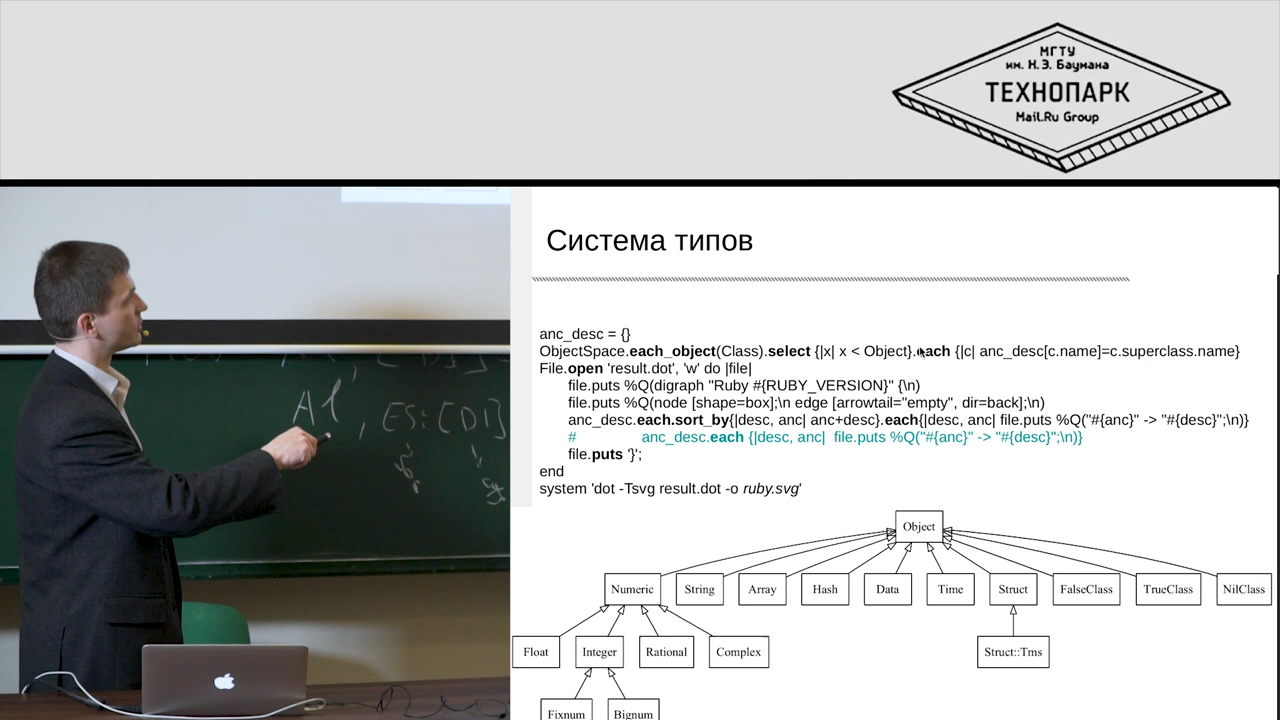 МГТУ
им. Н.Э. Баумана
ТЕХНОПАРК
Mail.Ru Group
Система типов
anc_desc = {}
ObjectSpace.each_object(Class).select {|x| x < Object}.each {|c| anc_desc[c.name]=c.superclass.name}
File.open 'result.dot', 'w' do |file|
file.puts %Q(digraph "Ruby #{RUBY_VERSION}" {\n)
file.puts %Q(node [shape=box];\n edge [arrowtail="empty", dir=back];\n)
anc_desc.each.sort_by{|desc, anc| anc+desc}.each{|desc, anc| file.puts %Q("#{anc}" -> "#{desc}";\n)}
# anc_desc.each {|desc, anc| file.puts %Q("#{anc}" -> "#{desc}";\n)}
file.puts '}';
end
system 'dot -Tsvg result.dot -o ruby.svg'
Object
Numeric String Array Hash Data Time Struct FalseClass TrueClass NilClass
Float Integer Rational Complex Struct::Tms
Fixnum Bignum
Al, ES:[DI]